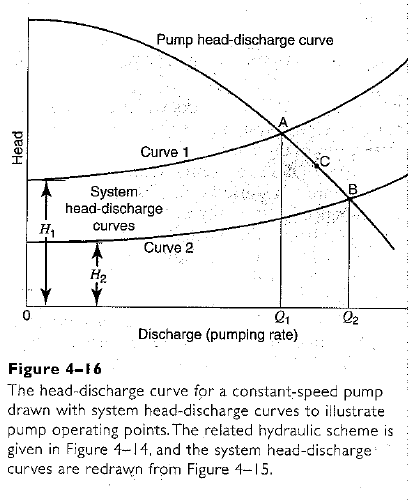 Pump head-discharge curve
A
C
B
Head
Curve 1
System
head-discharge
curves
Curve 2
H1
H2
0
Q1
Q2
Discharge (pumping rate)
Figure 4–16
The head-discharge curve for a constant-speed pump
drawn with system head-discharge curves to illustrate
pump operating points. The related hydraulic scheme is
given in Figure 4–14, and the system head-discharge
curves are redrawn from Figure 4–15.